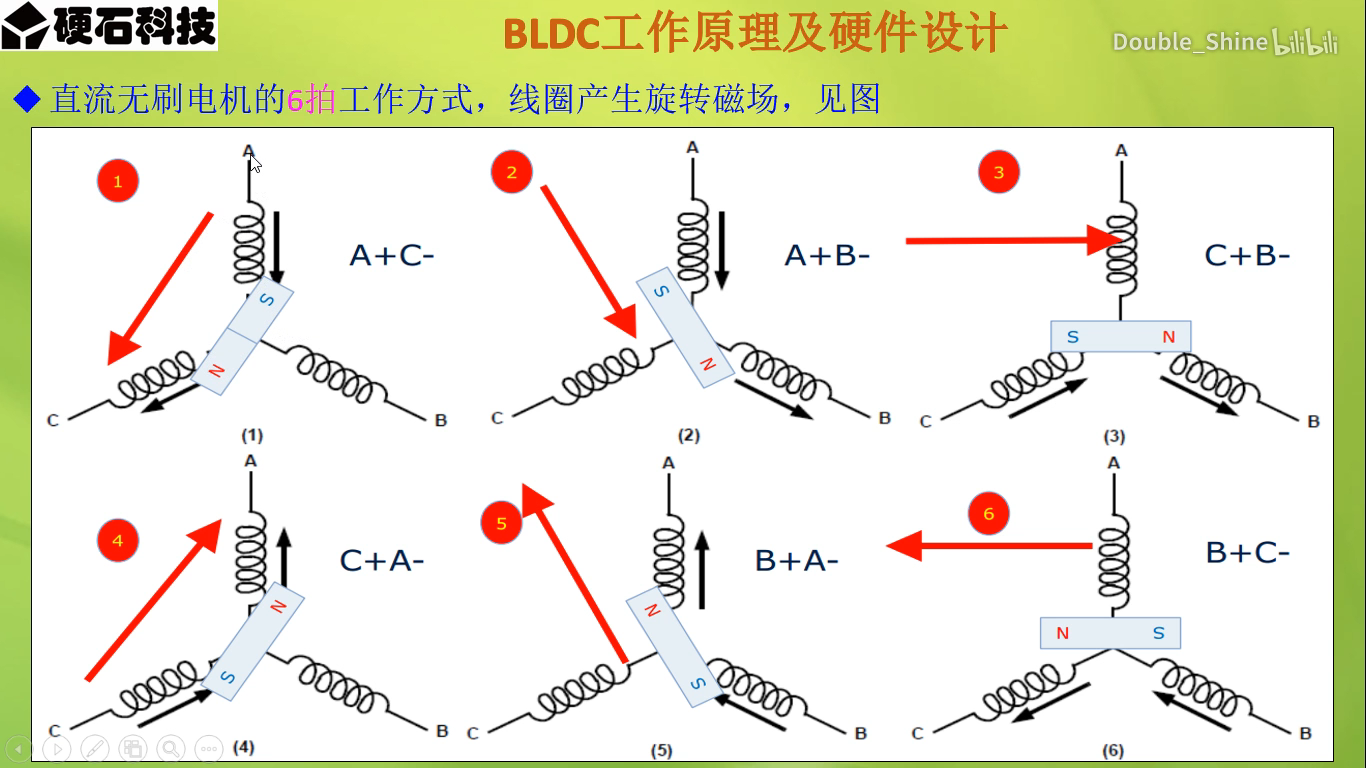 硬石科技
BLDC工作原理及硬件设计
Double_Shine bilibili
直流无刷电机的6拍工作方式，线圈产生旋转磁场，见图
1
A
A+C-
S
N
C
B
(1)
2
A
A+B-
S
N
C
B
(2)
3
A
C+B-
S
N
C
B
(3)
4
A
C+A-
N
S
C
B
(4)
5
A
B+A-
N
S
C
B
(5)
6
A
B+C-
N
S
C
B
(6)